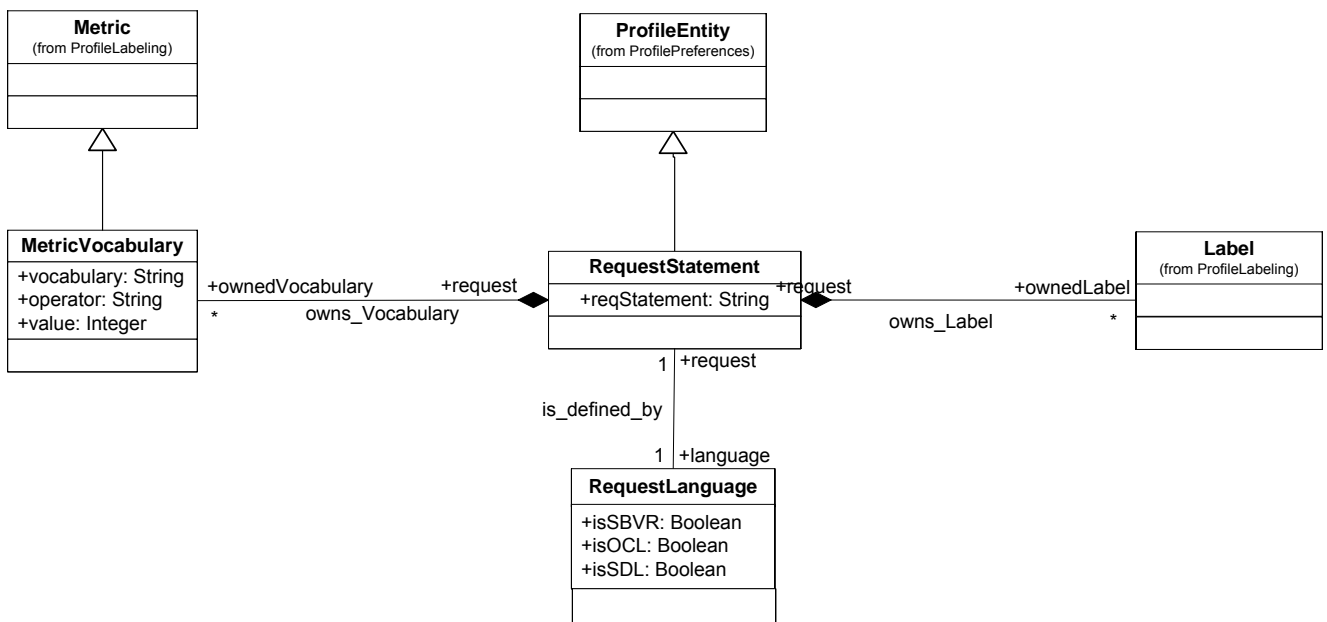 Metric
(from ProfileLabeling)
ProfileEntity
(from ProfilePreferences)
MetricVocabulary
+vocabulary: String
+operator: String
+value: Integer
+ownedVocabulary
*
owns_Vocabulary
+request
RequestStatement
+reqStatement: String
+request
owns_Label
+ownedLabel
*
Label
(from ProfileLabeling)
1 +request
is_defined_by
1 +language
RequestLanguage
+isSBVR: Boolean
+isOCL: Boolean
+isSDL: Boolean